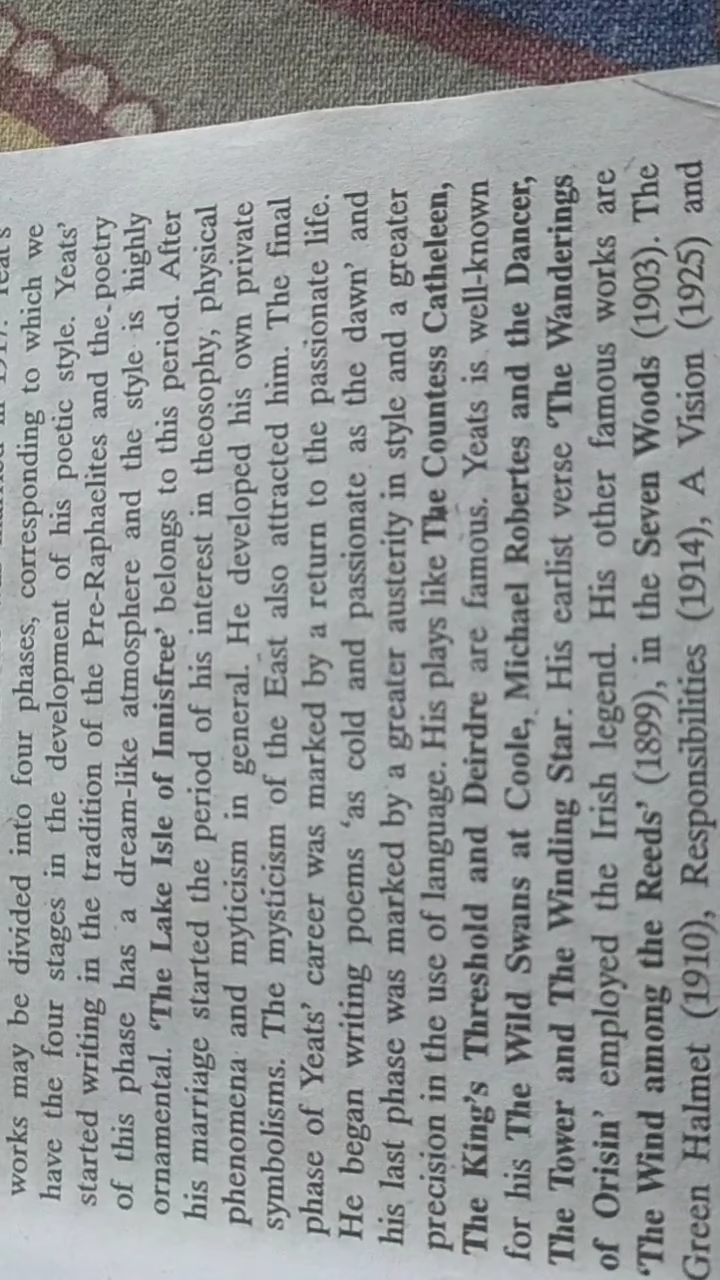 works may be divided into four phases, corresponding to which we
have the four stages in the development of his poetic style. Yeats'
started writing in the tradition of the Pre-Raphaelites and the poetry
of this phase has a dream-like atmosphere and the style is highly
ornamental. 'The Lake Isle of Innisfree' belongs to this period. After
his marriage started the period of his interest in theosophy, physical
phenomena and myticism in general. He developed his own private
symbolisms. The mysticism of the East also attracted him. The final
phase of Yeats' career was marked by a return to the passionate life.
He began writing poems 'as cold and passionate as the dawn' and
his last phase was marked by a greater austerity in style and a greater
precision in the use of language. His plays like The Countess Catheleen,
The King's Threshold and Deirdre are famous. Yeats is well-known
for his The Wild Swans at Coole, Michael Robertes and the Dancer,
The Tower and The Winding Star. His earlist verse 'The Wanderings
of Orisin' employed the Irish legend. His other famous works are
'The Wind among the Reeds' (1899), in the Seven Woods (1903). The
Green Halmet (1910), Responsibilities (1914), A Vision (1925) and